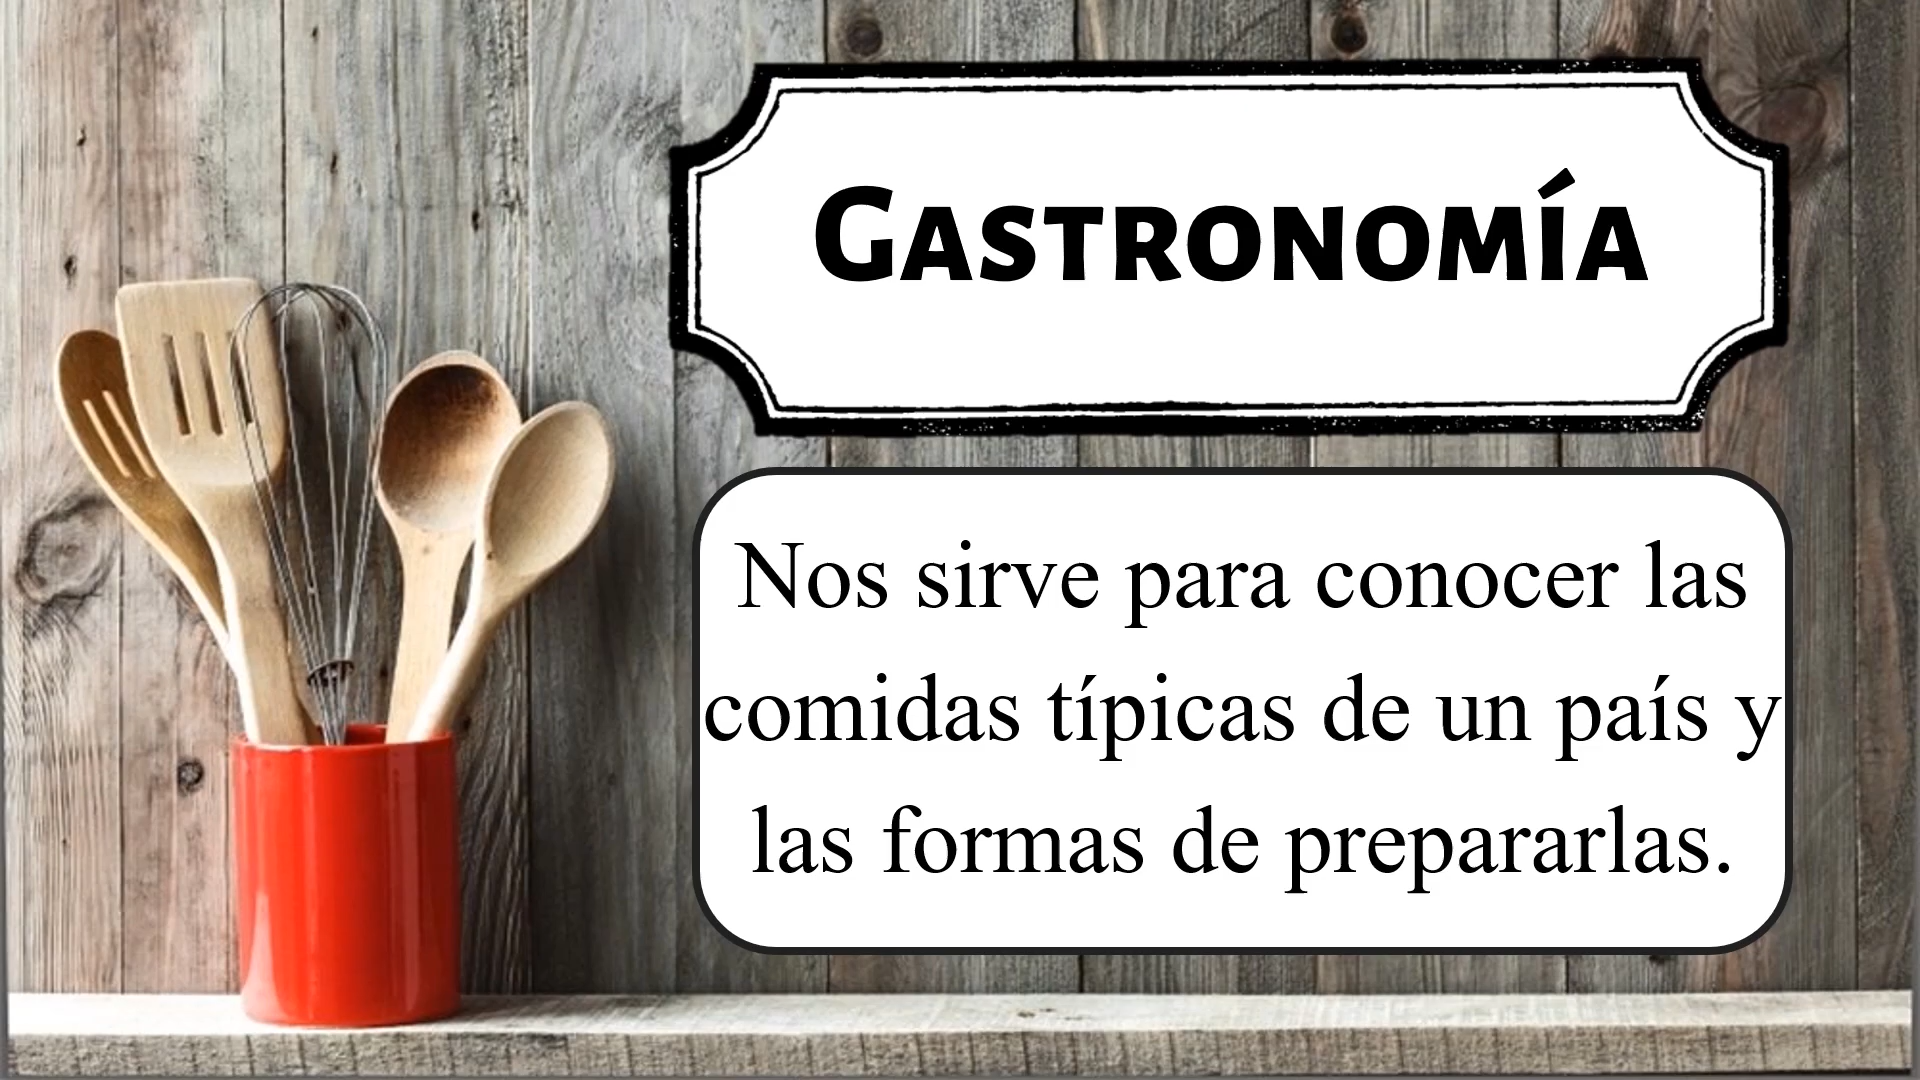 Gastronomía
Nos sirve para conocer las
comidas típicas de un país y
las formas de prepararlas.